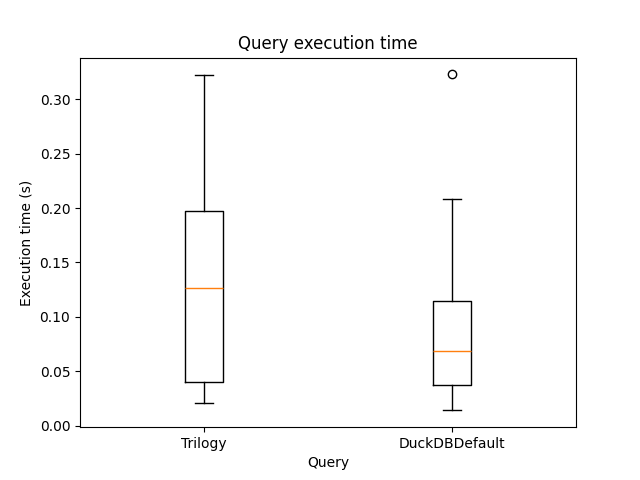 Query execution time
Execution time (s)
0.30
0.25
0.20
0.15
0.10
0.05
0.00
Trilogy
DuckDBDefault
Query